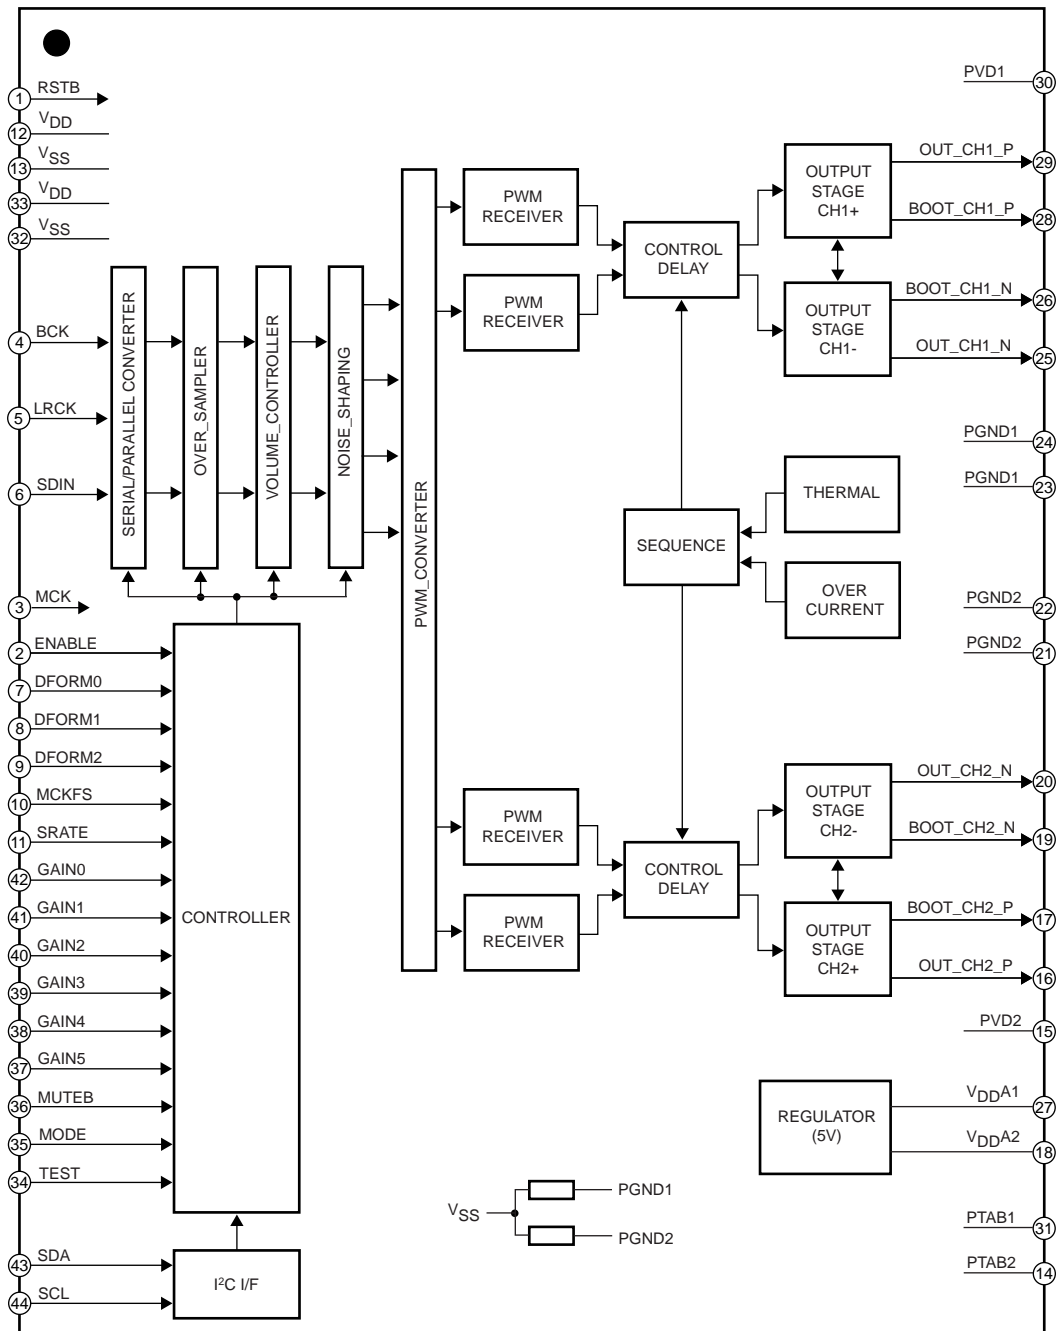 1 RSTB
12 VDD
13 VSS
33 VDD
32 VSS
4 BCK
5 LRCK
6 SDIN
3 MCK
2 ENABLE
7 DFORM0
8 DFORM1
9 DFORM2
10 MCKFS
11 SRATE
42 GAIN0
41 GAIN1
40 GAIN2
39 GAIN3
38 GAIN4
37 GAIN5
36 MUTEB
35 MODE
34 TEST
43 SDA
44 SCL
SERIAL/PARALLEL CONVERTER
OVER_SAMPLER
VOLUME_CONTROLLER
NOISE_SHAPING
CONTROLLER
I²C I/F
PWM_CONVERTER
PWM
RECEIVER
PWM
RECEIVER
PWM
RECEIVER
PWM
RECEIVER
CONTROL
DELAY
SEQUENCE
CONTROL
DELAY
VSS
PGND1
PGND2
OUTPUT
STAGE
CH1+
OUTPUT
STAGE
CH1-
THERMAL
OVER
CURRENT
OUTPUT
STAGE
CH2-
OUTPUT
STAGE
CH2+
REGULATOR
(5V)
PVD1 30
OUT_CH1_P 29
BOOT_CH1_P 28
BOOT_CH1_N 26
OUT_CH1_N 25
PGND1 24
PGND1 23
PGND2 22
PGND2 21
OUT_CH2_N 20
BOOT_CH2_N 19
BOOT_CH2_P 17
OUT_CH2_P 16
PVD2 15
VDDA1 27
VDDA2 18
PTAB1 31
PTAB2 14